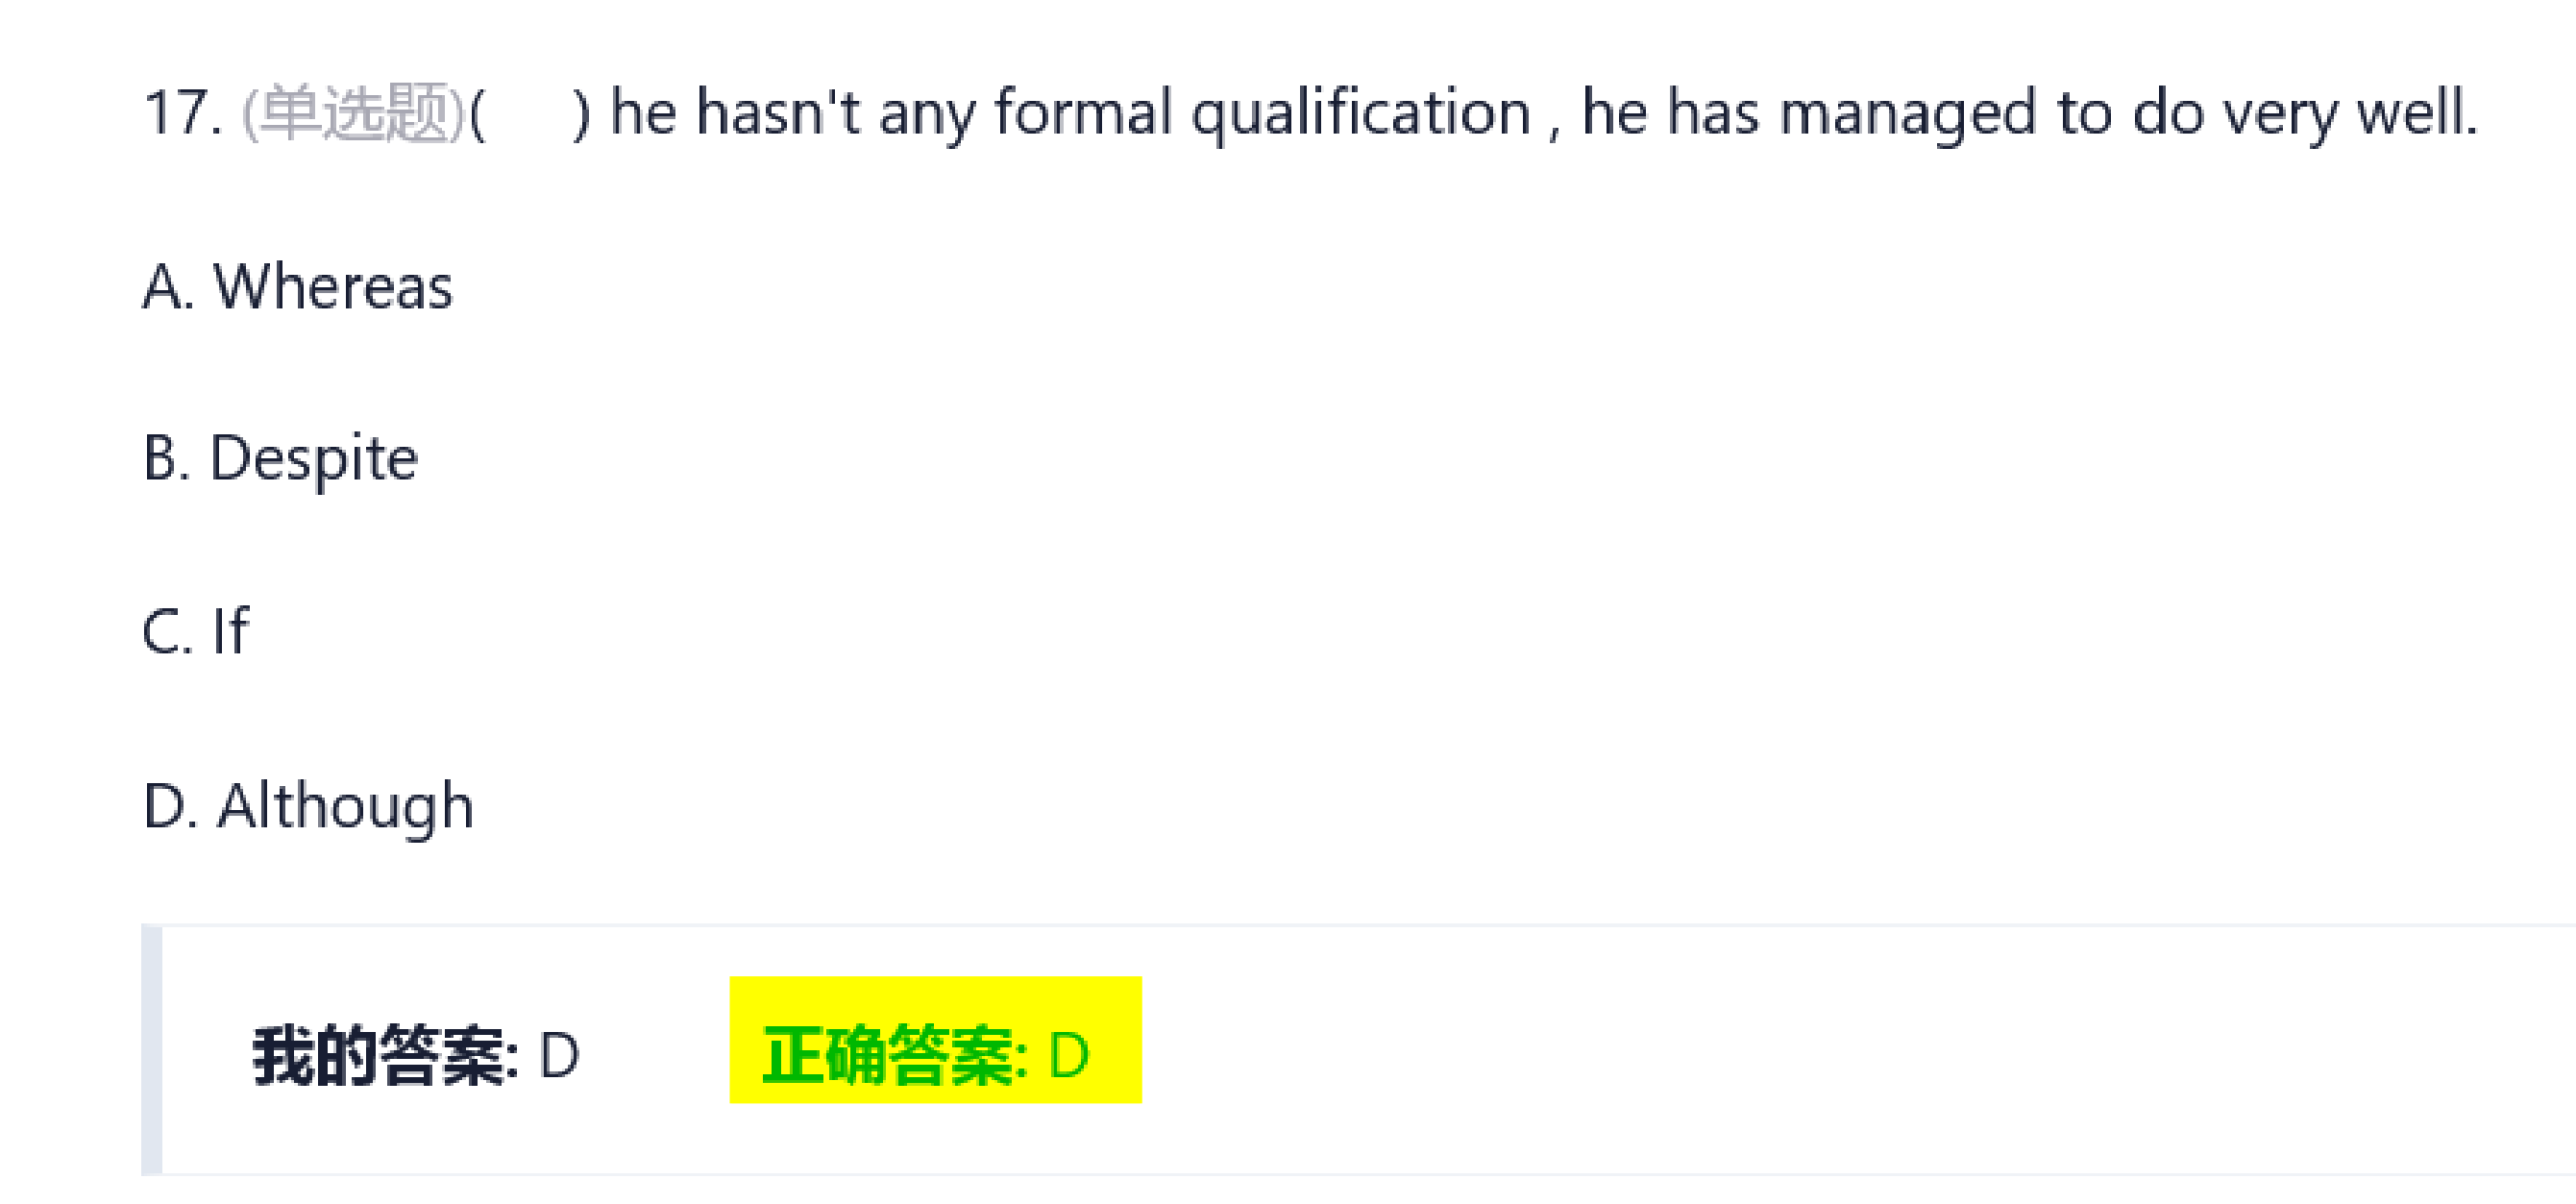 17. (单选题)(     ) he hasn't any formal qualification , he has managed to do very well.
A. Whereas
B. Despite
C. If
D. Although
我的答案: D 正确答案: D